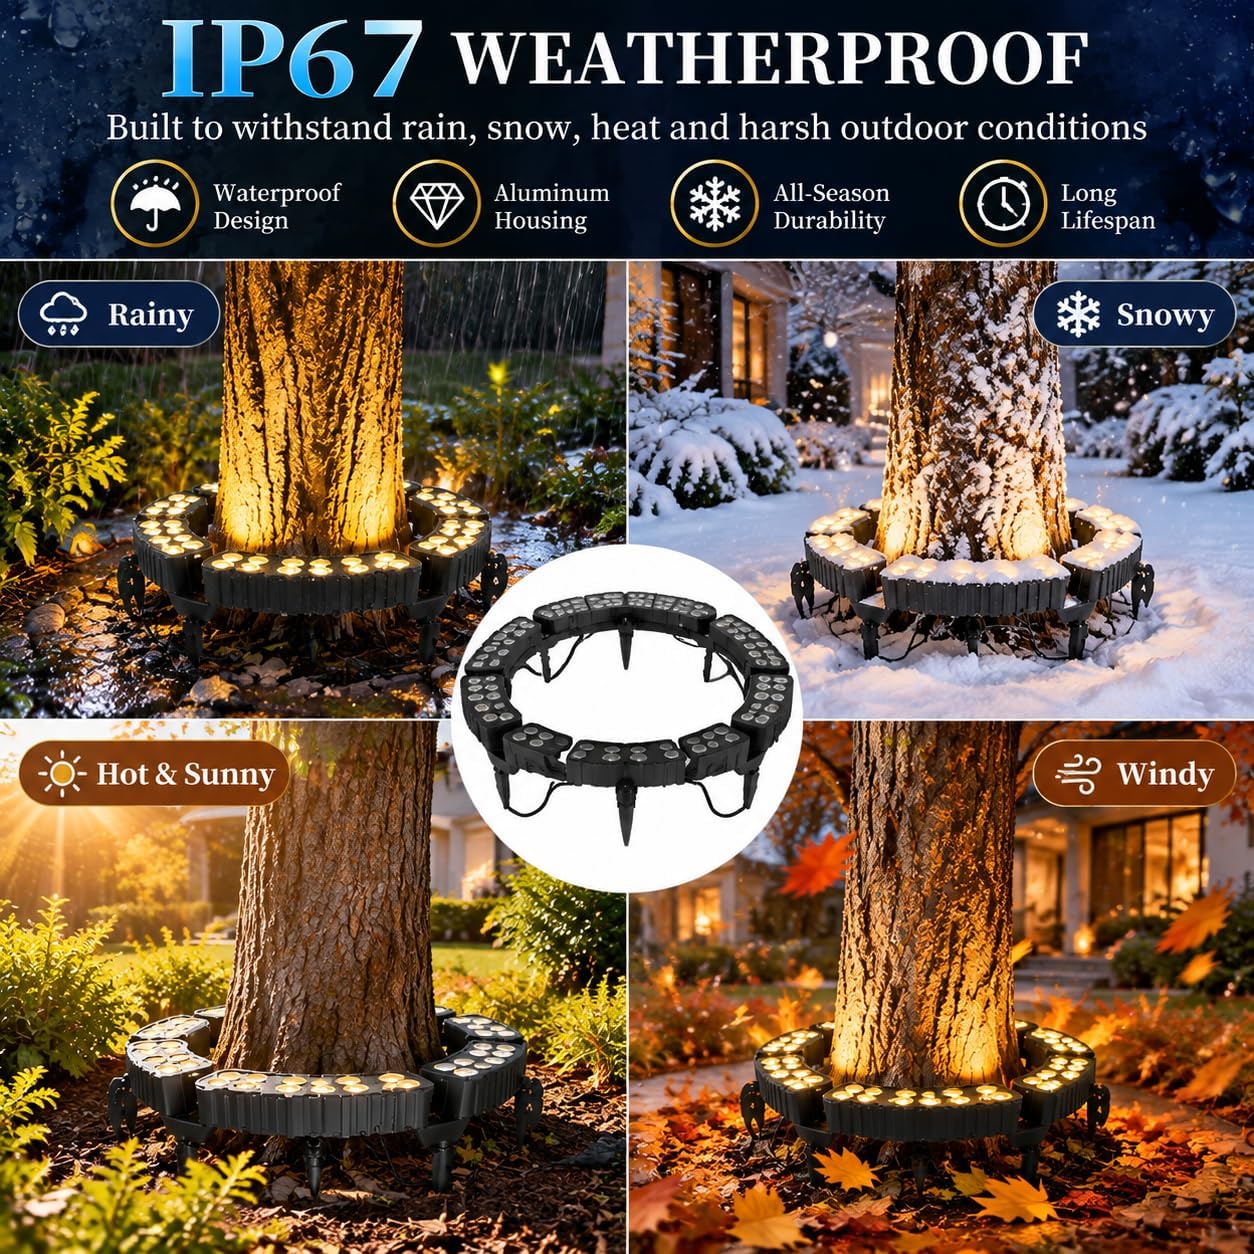 IP67 WEATHERPROOF
Built to withstand rain, snow, heat and harsh outdoor conditions
Waterproof
Design
Aluminum
Housing
All-Season
Durability
Long
Lifespan
Rainy
Snowy
Hot & Sunny
Windy